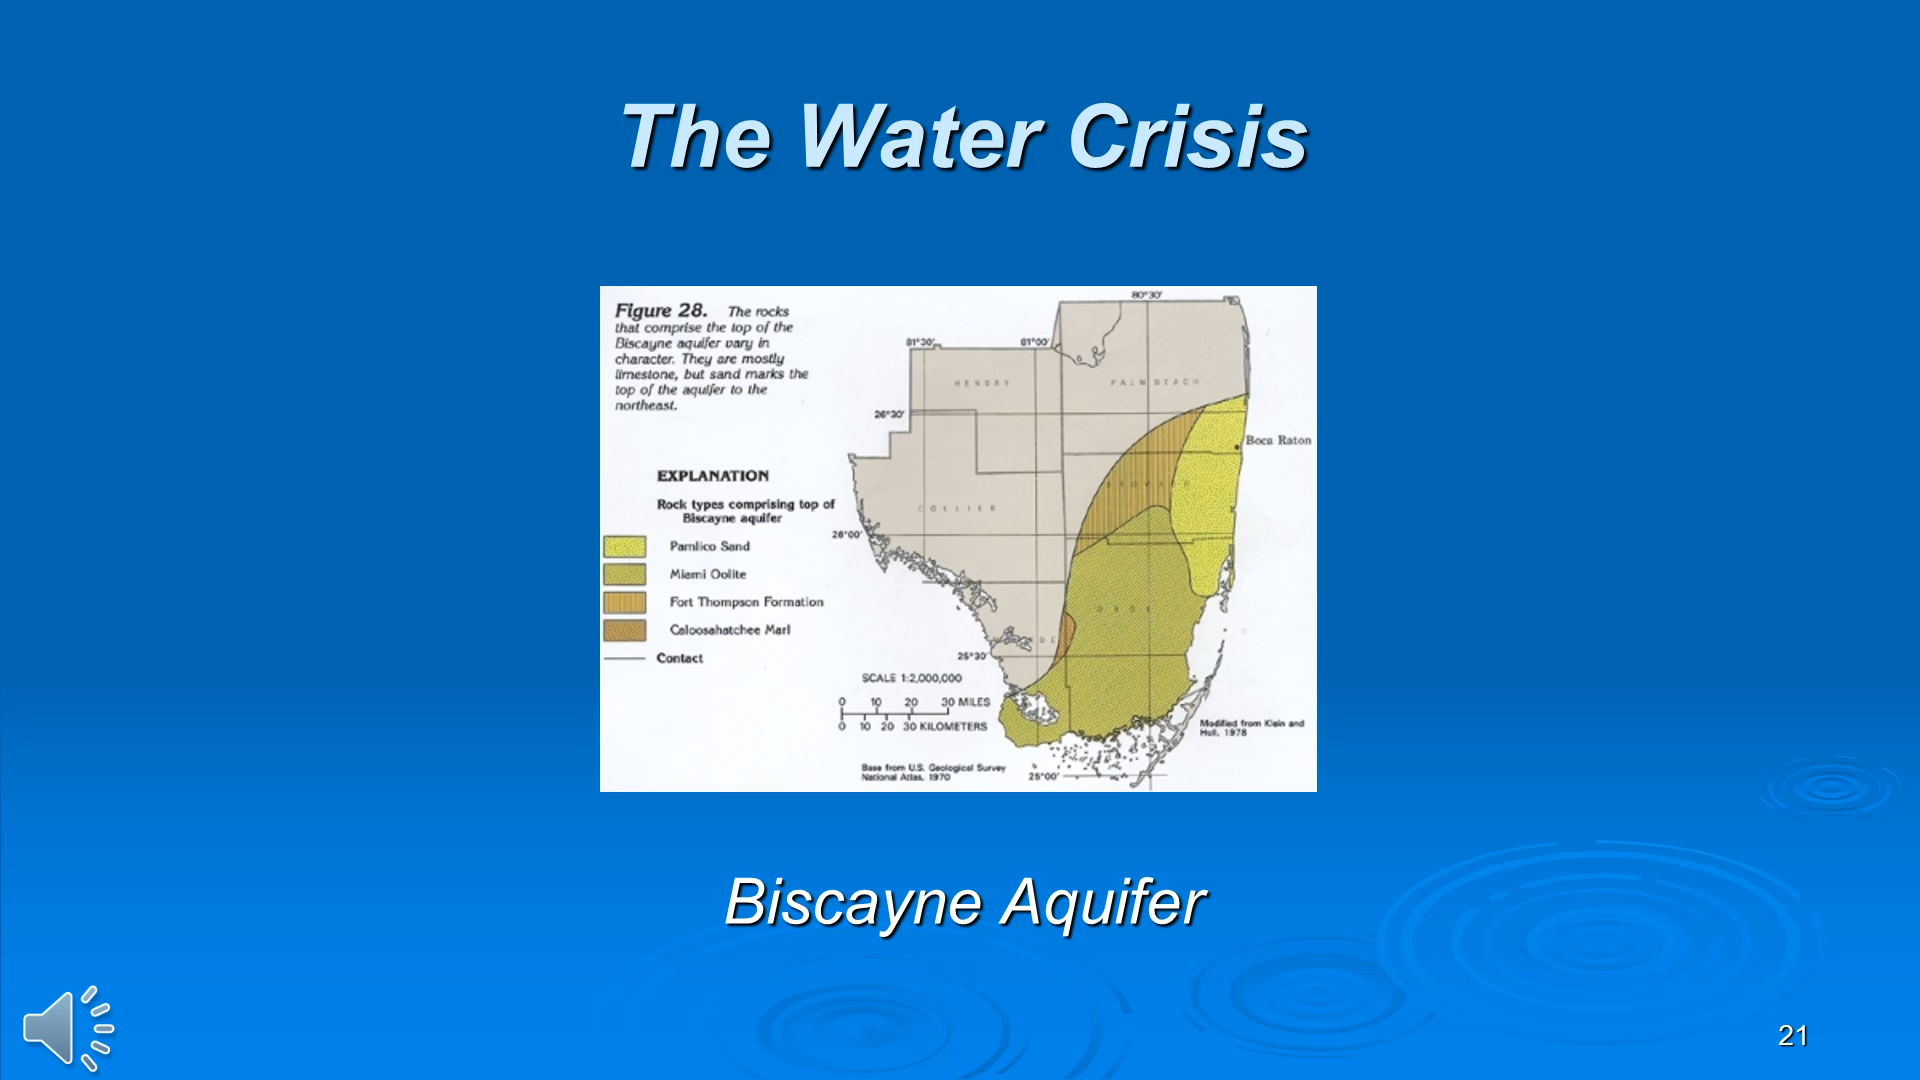 The Water Crisis
Figure 28. The rocks
that comprise the top of the
Biscayne aquifer vary in
character. They are mostly
limestone, but sand marks the
top of the aquifer to the
northeast.
80°30'
81°30'
81°00'
HENDRY
PALM BEACH
26°30'
Boca Raton
EXPLANATION
Rock types comprising top of
Biscayne aquifer
BROWARD
COLLIER
26°00'
Pamlico Sand
Miami Oolite
Fort Thompson Formation
Caloosahatchee Marl
Contact
DADE
25°30'
SCALE 1:2,000,000
0 10 20 30 MILES
0 10 20 30 KILOMETERS
Modified from Klein and
Hull, 1978
Base from U.S. Geological Survey
National Atlas, 1970
25°00'
Biscayne Aquifer
21